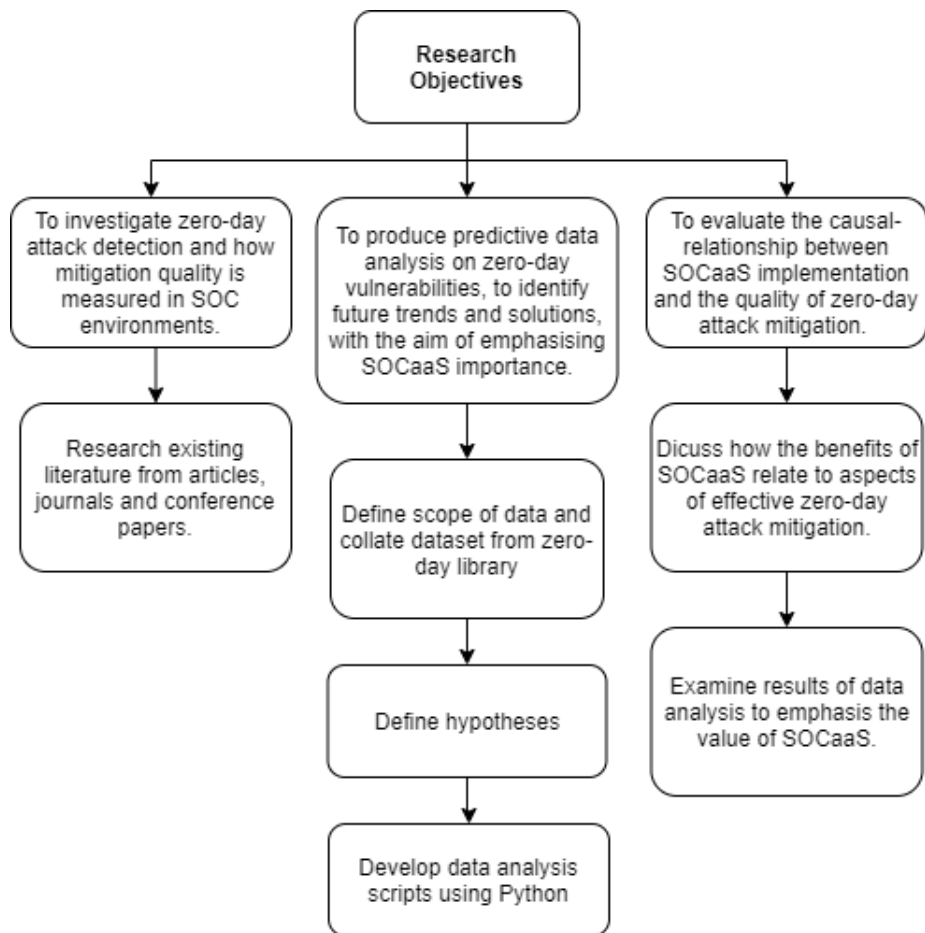 Research
Objectives
To investigate zero-day
attack detection and how
mitigation quality is
measured in SOC
environments.
Research existing
literature from articles,
journals and conference
papers.
To produce predictive data
analysis on zero-day
vulnerabilities, to identify
future trends and solutions,
with the aim of emphasising
SOCaaS importance.
Define scope of data and
collate dataset from zero-
day library
Define hypotheses
Develop data analysis
scripts using Python
To evaluate the causal-
relationship between
SOCaaS implementation
and the quality of zero-day
attack mitigation.
Dicuss how the benefits of
SOCaaS relate to aspects
of effective zero-day
attack mitigation.
Examine results of data
analysis to emphasis the
value of SOCaaS.